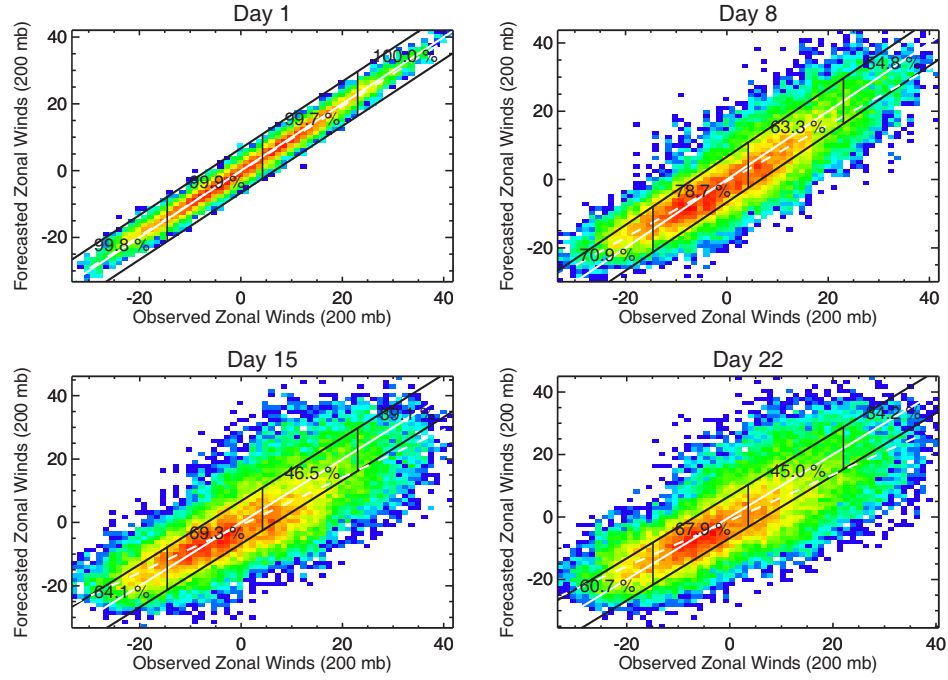 Day 1
Forecasted Zonal Winds (200 mb)
40
20
0
-20
100.0 %
99.7 %
99.9 %
99.8 %
-20 0 20 40
Observed Zonal Winds (200 mb)
Day 8
Forecasted Zonal Winds (200 mb)
40
20
0
-20
54.8 %
63.3 %
78.7 %
70.9 %
-20 0 20 40
Observed Zonal Winds (200 mb)
Day 15
Forecasted Zonal Winds (200 mb)
40
20
0
-20
39.1 %
46.5 %
69.3 %
64.1 %
-20 0 20 40
Observed Zonal Winds (200 mb)
Day 22
Forecasted Zonal Winds (200 mb)
40
20
0
-20
34.2 %
45.0 %
67.9 %
60.7 %
-20 0 20 40
Observed Zonal Winds (200 mb)